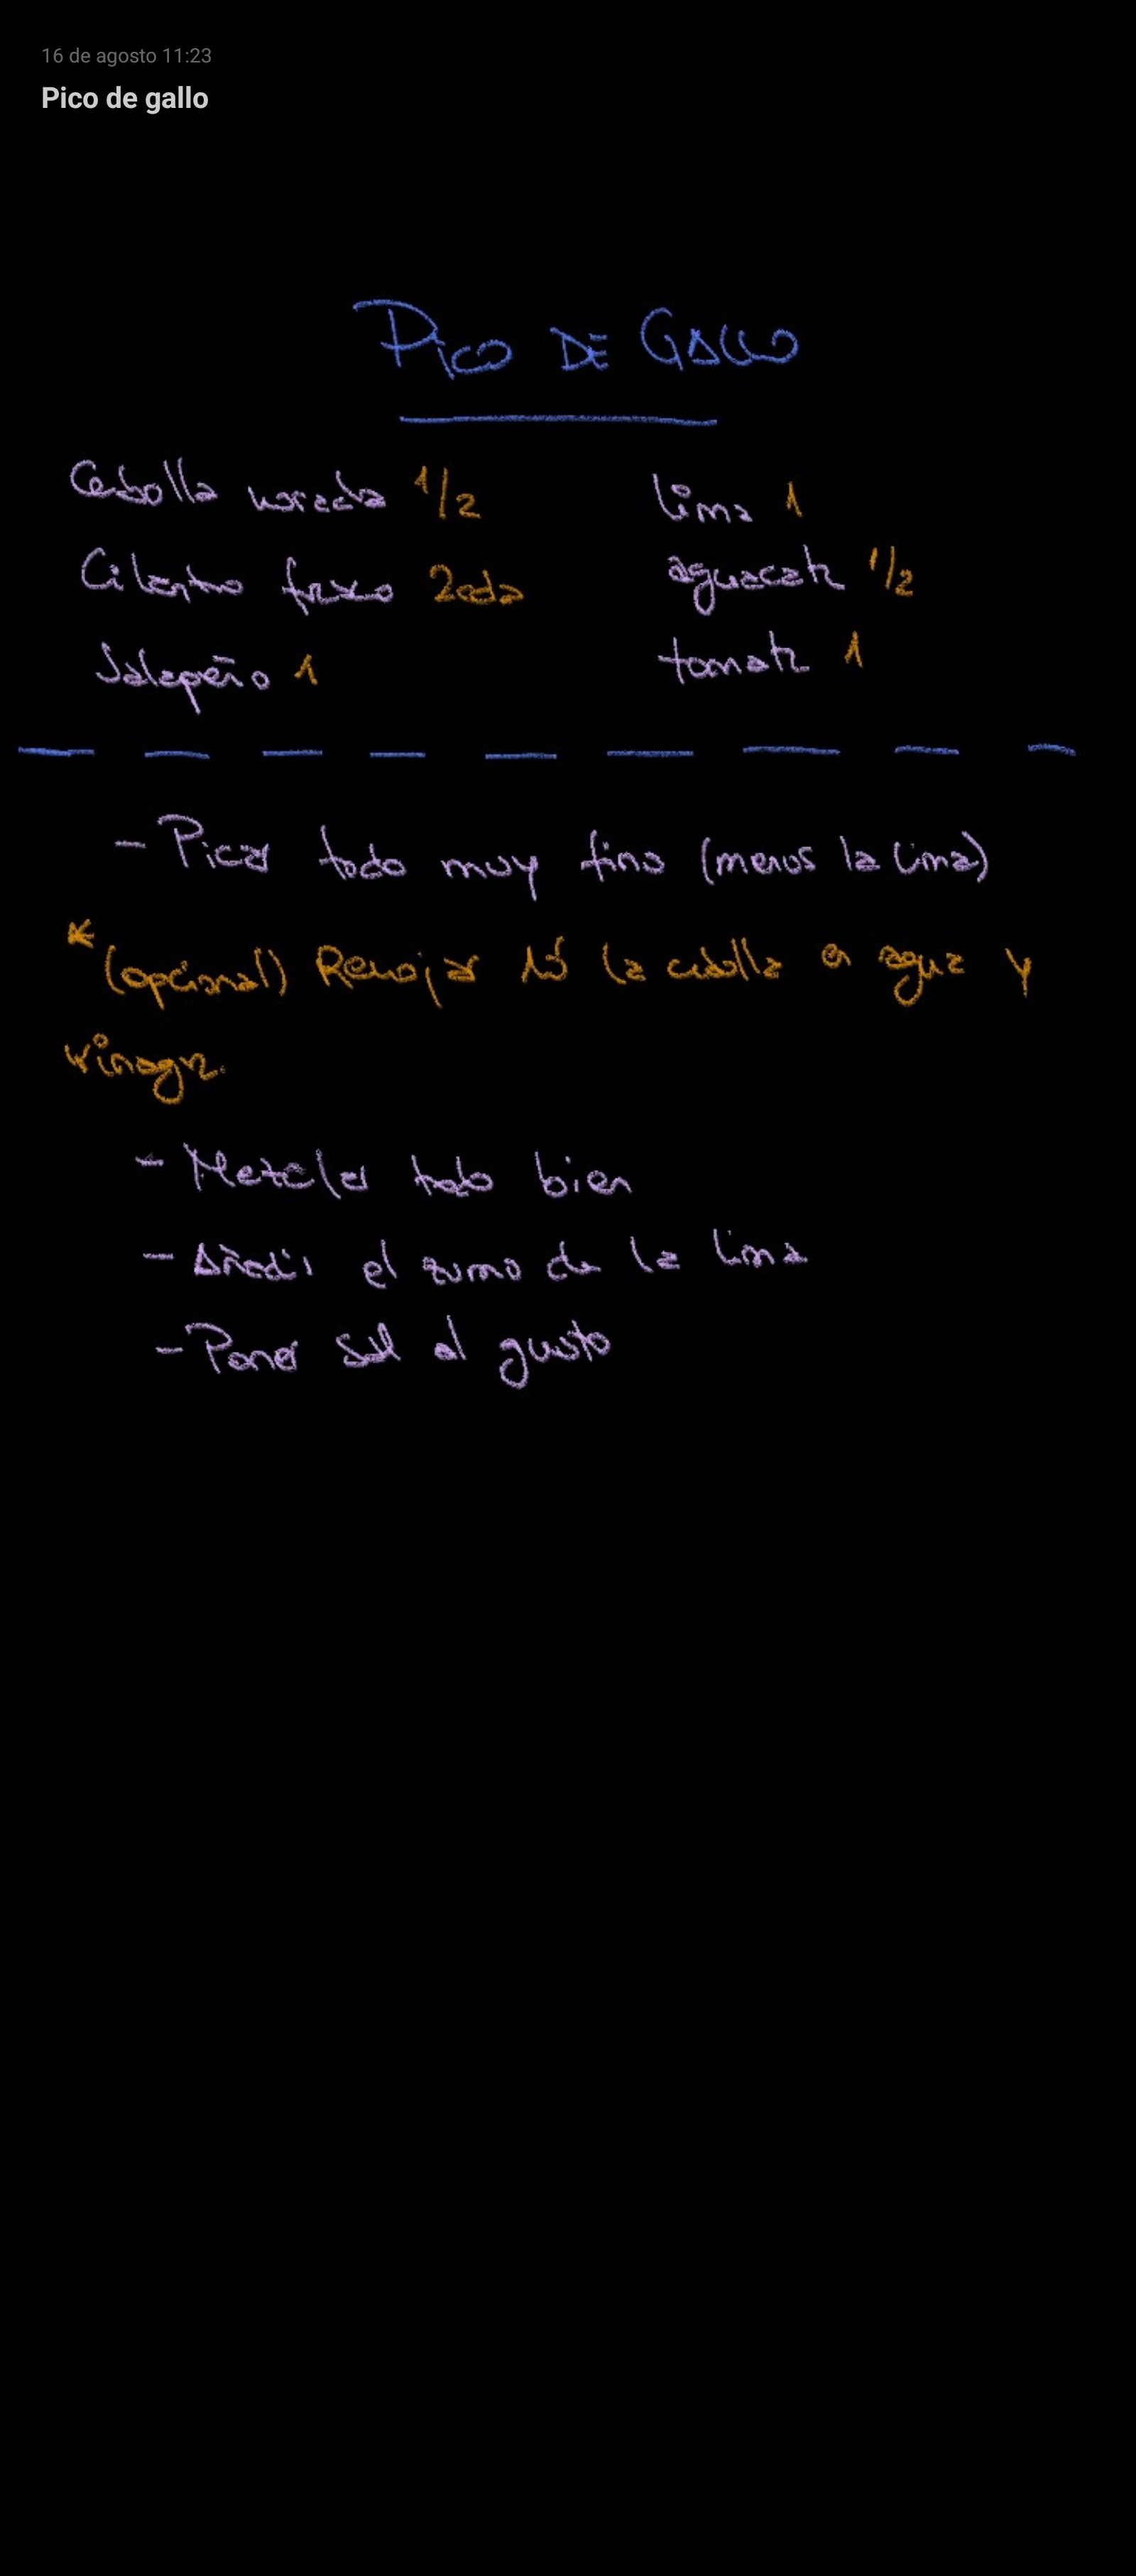 16 de agosto 11:23
Pico de gallo
PICO DE GALLO
Cebolla morada 1/2
lima 1
Cilantro fresco 2cda
aguacate 1/2
Jalapeño 1
tomate 1
- Picar todo muy fino (menos la lima)
* (opcional) Remojar 15' la cebolla en agua y
vinagre.
- Mezclar todo bien
- Añadir el zumo de la lima
- Poner sal al gusto